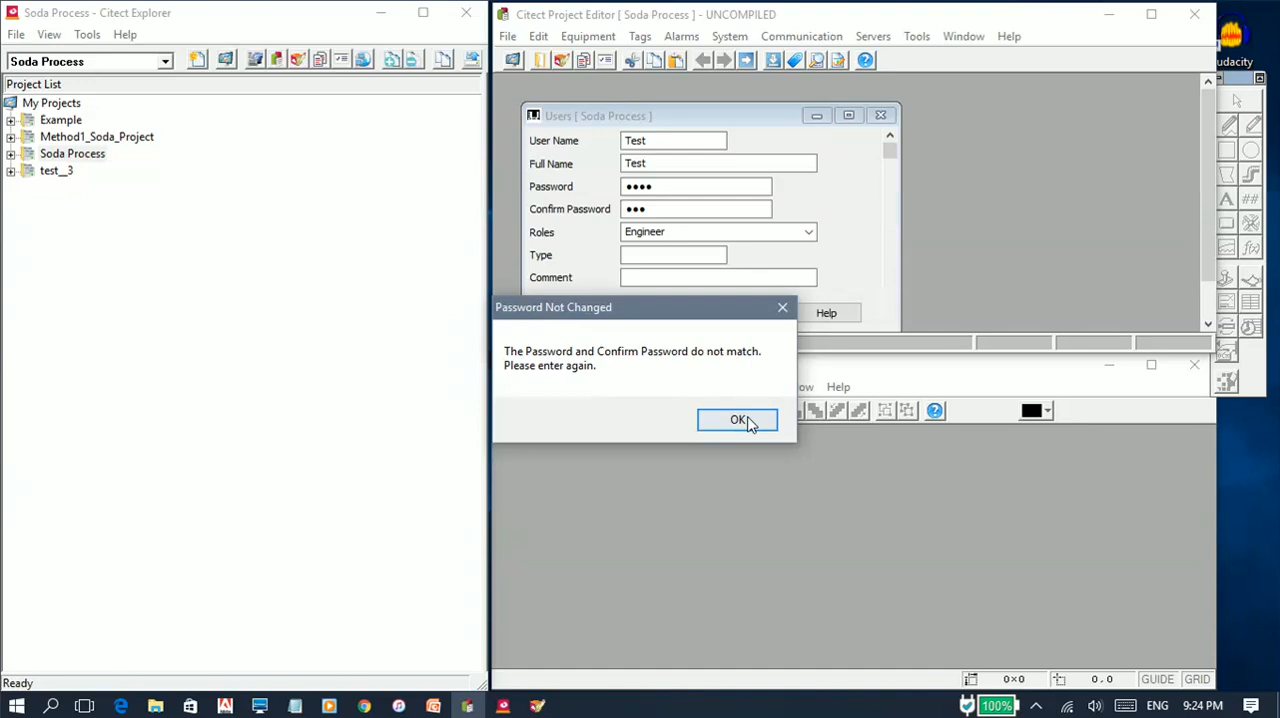 Soda Process - Citect Explorer
File View Tools Help
Soda Process
Project List
My Projects
Example
Method1_Soda_Project
Soda Process
test__3
Ready
Citect Project Editor [ Soda Process ] - UNCOMPILED
File Edit Equipment Tags Alarms System Communication Servers Tools Window Help
Users [ Soda Process ]
User Name Test
Full Name Test
Password ••••
Confirm Password •••
Roles Engineer
Type
Comment
Help
Password Not Changed
The Password and Confirm Password do not match.
Please enter again.
OK
Help
0×0 0 , 0 GUIDE GRID
100% ENG 9:24 PM